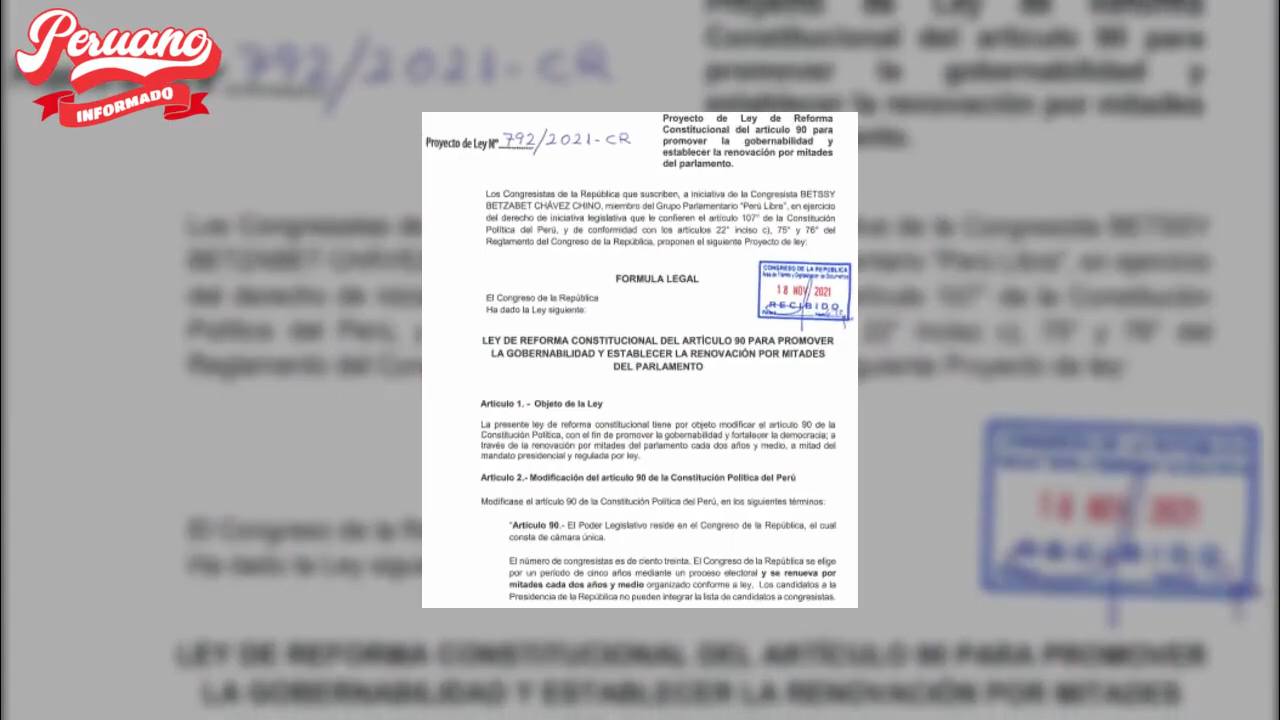 Peruano
INFORMADO
Proyecto de Ley N° 792/2021-CR
Proyecto de Ley de Reforma
Constitucional del artículo 90 para
promover la gobernabilidad y
establecer la renovación por mitades
del parlamento.
Los Congresistas de la República que suscriben, a iniciativa de la Congresista BETSSY
BETZABET CHÁVEZ CHINO, miembro del Grupo Parlamentario "Perú Libre", en ejercicio
del derecho de iniciativa legislativa que le confieren el artículo 107° de la Constitución
Política del Perú, y de conformidad con los artículos 22° inciso c), 75° y 76° del
Reglamento del Congreso de la República, proponen el siguiente Proyecto de ley:
FORMULA LEGAL
CONGRESO DE LA REPÚBLICA
18 NOV 2021
RECIBIDO
El Congreso de la República
Ha dado la Ley siguiente:
LEY DE REFORMA CONSTITUCIONAL DEL ARTÍCULO 90 PARA PROMOVER
LA GOBERNABILIDAD Y ESTABLECER LA RENOVACIÓN POR MITADES
DEL PARLAMENTO
Artículo 1. - Objeto de la Ley
La presente ley de reforma constitucional tiene por objeto modificar el artículo 90 de la
Constitución Política, con el fin de promover la gobernabilidad y fortalecer la democracia; a
través de la renovación por mitades del parlamento cada dos años y medio, a mitad del
mandato presidencial y regulada por ley.
Artículo 2.- Modificación del artículo 90 de la Constitución Política del Perú
Modifícase el artículo 90 de la Constitución Política del Perú, en los siguientes términos:
"Artículo 90.- El Poder Legislativo reside en el Congreso de la República, el cual
consta de cámara única.
El número de congresistas es de ciento treinta. El Congreso de la República se elige
por un período de cinco años mediante un proceso electoral y se renueva por
mitades cada dos años y medio organizado conforme a ley. Los candidatos a la
Presidencia de la República no pueden integrar la lista de candidatos a congresistas.